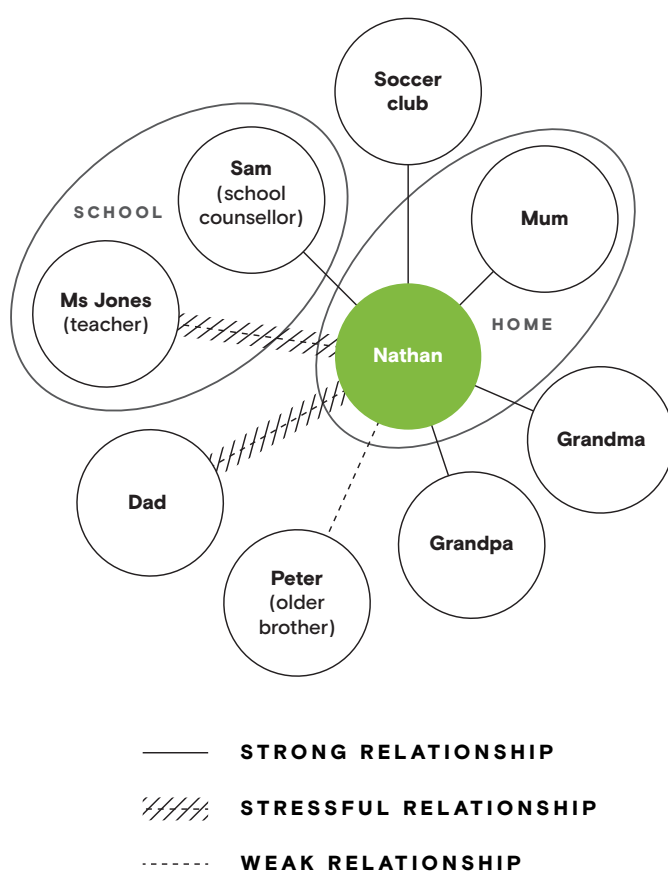 Soccer
club
Sam
(school
counsellor)
SCHOOL
Mum
Ms Jones
(teacher)
HOME
Nathan
Grandma
Dad
Grandpa
Peter
(older
brother)
STRONG RELATIONSHIP
STRESSFUL RELATIONSHIP
WEAK RELATIONSHIP